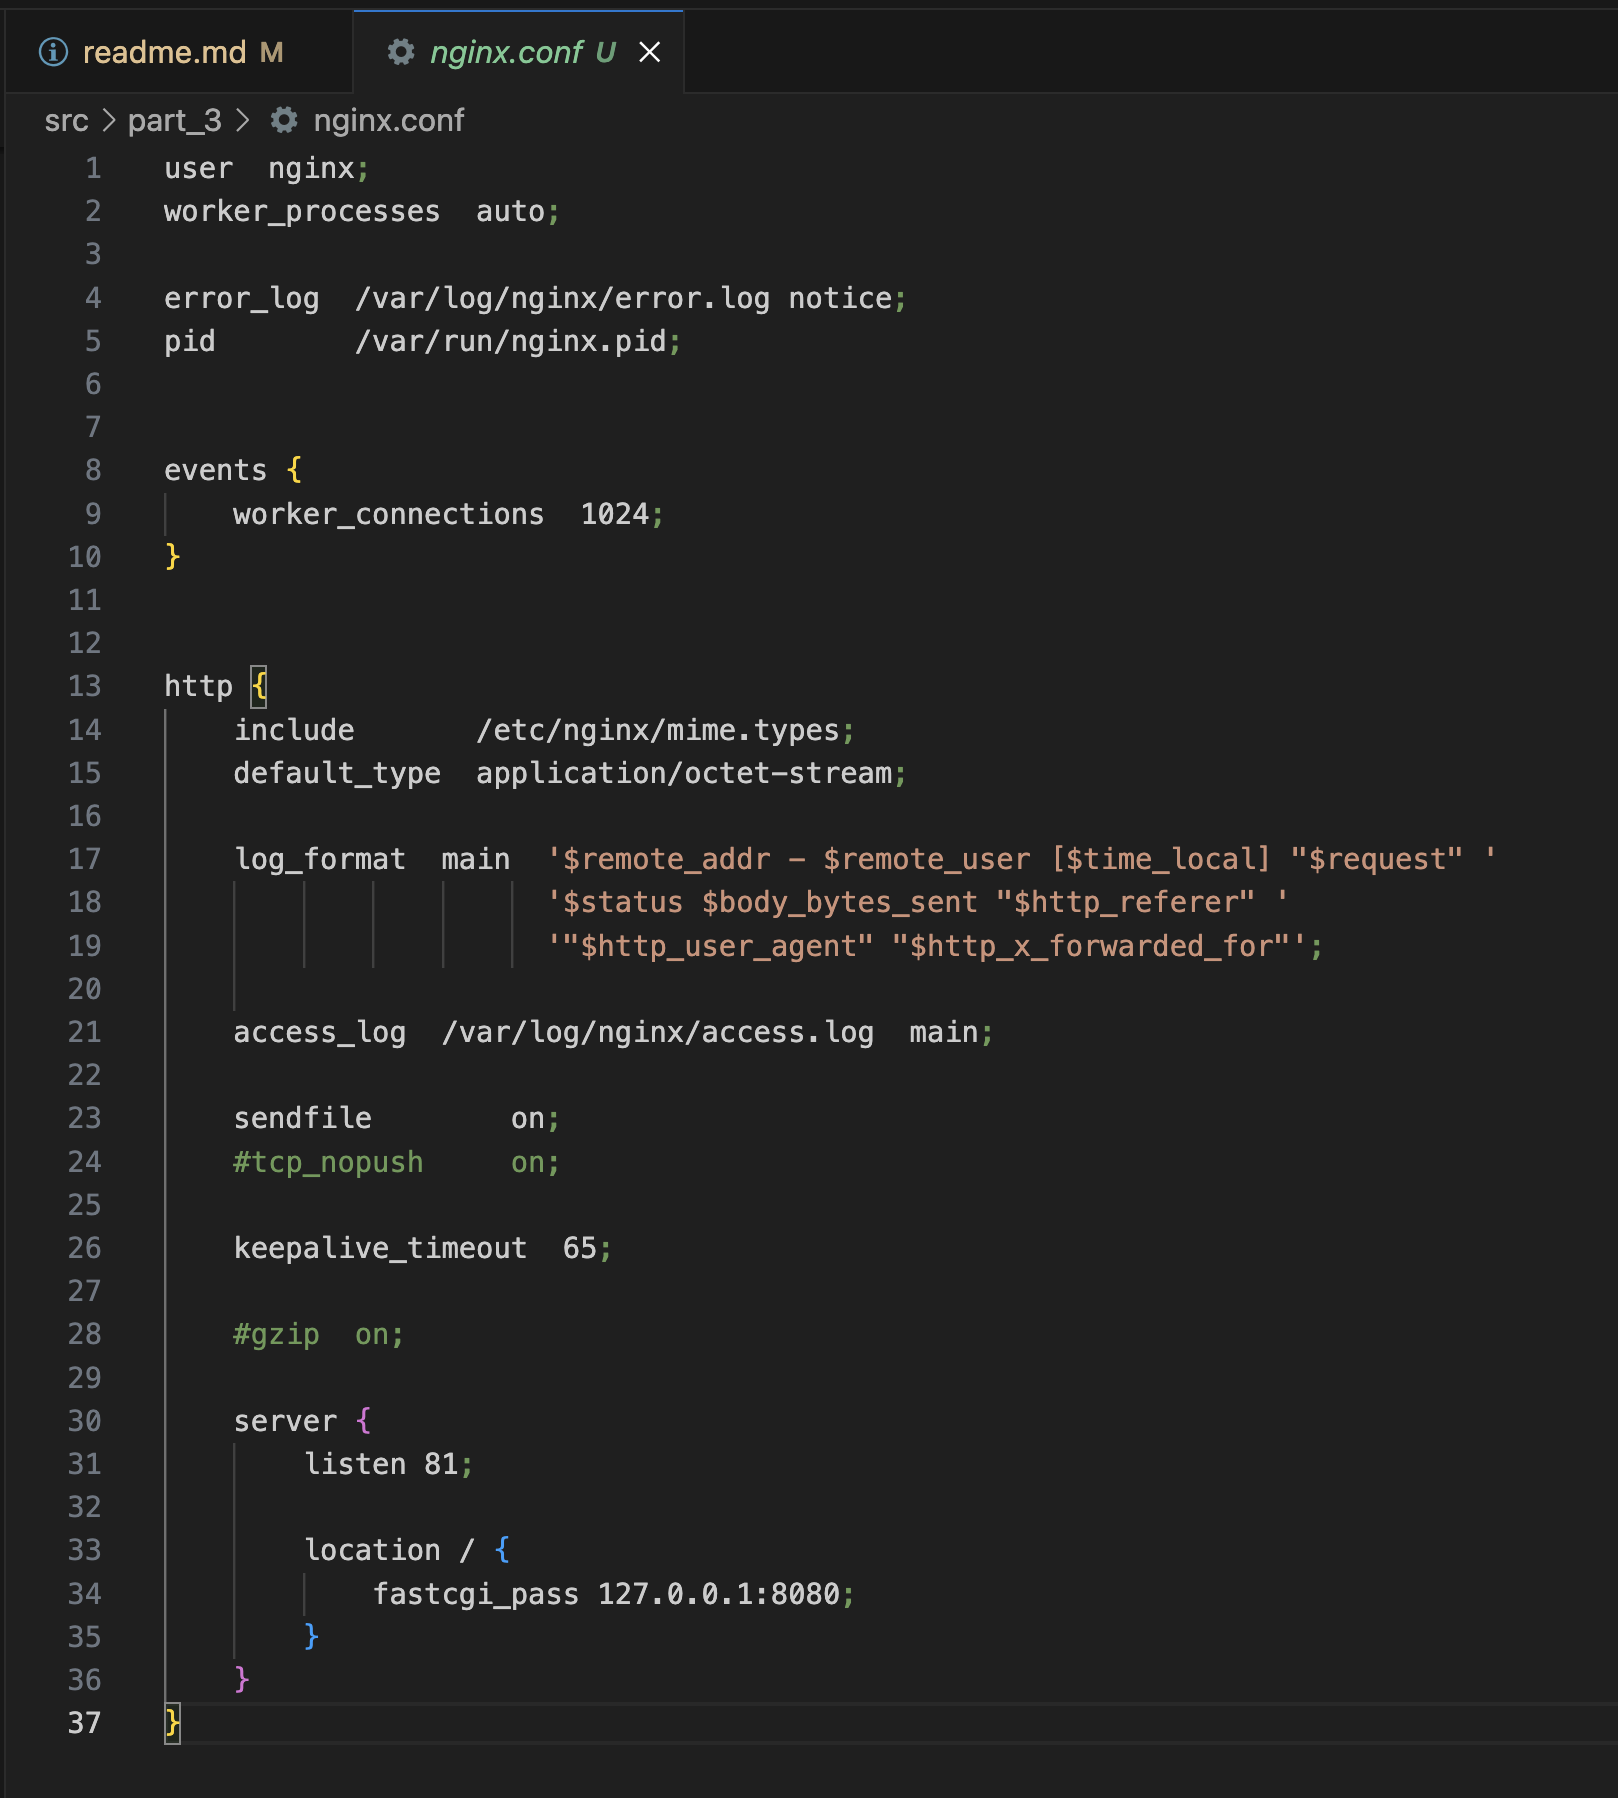 readme.md M nginx.conf U
src > part_3 > nginx.conf
1 user  nginx;
2 worker_processes  auto;
3
4 error_log  /var/log/nginx/error.log notice;
5 pid        /var/run/nginx.pid;
6
7
8 events {
9     worker_connections  1024;
10 }
11
12
13 http {
14     include       /etc/nginx/mime.types;
15     default_type  application/octet-stream;
16
17     log_format  main  '$remote_addr - $remote_user [$time_local] "$request" '
18                       '$status $body_bytes_sent "$http_referer" '
19                       '"$http_user_agent" "$http_x_forwarded_for"';
20
21     access_log  /var/log/nginx/access.log  main;
22
23     sendfile        on;
24     #tcp_nopush     on;
25
26     keepalive_timeout  65;
27
28     #gzip  on;
29
30     server {
31         listen 81;
32
33         location / {
34             fastcgi_pass 127.0.0.1:8080;
35         }
36     }
37 }